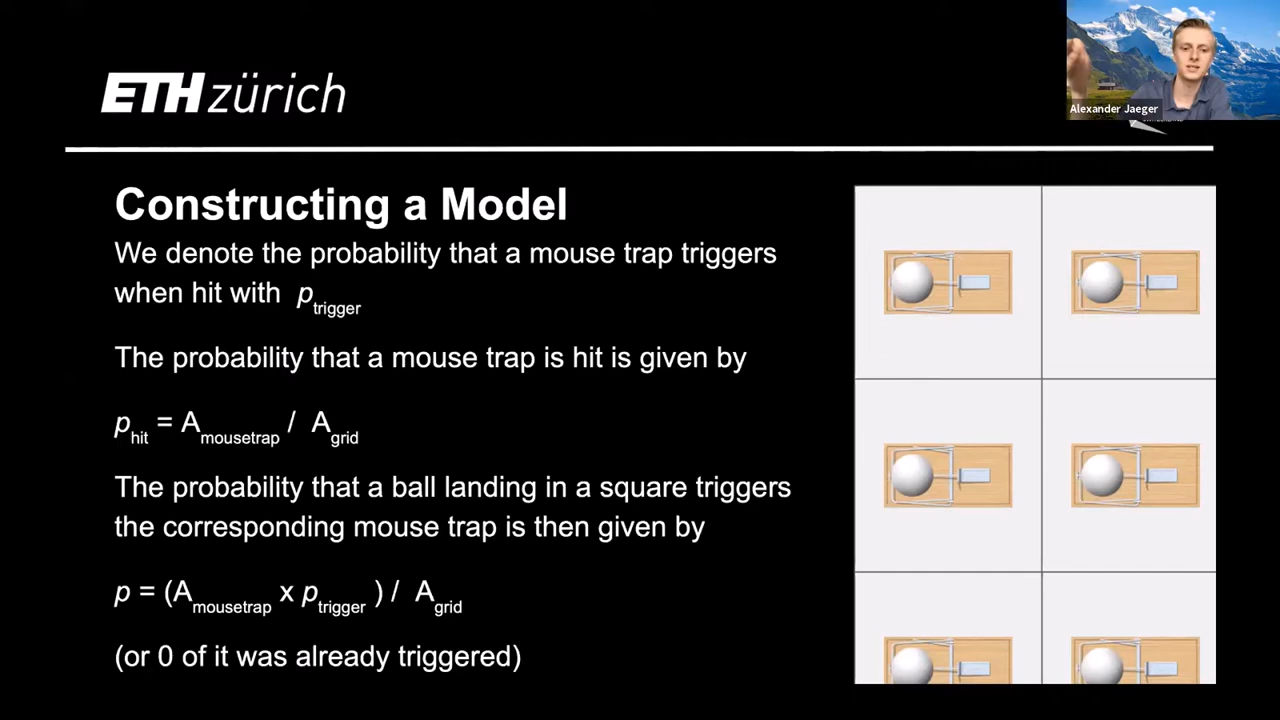 ETH zürich
Alexander Jaeger
Constructing a Model
We denote the probability that a mouse trap triggers
when hit with p trigger
The probability that a mouse trap is hit is given by
p hit = A mousetrap / A grid
The probability that a ball landing in a square triggers
the corresponding mouse trap is then given by
p = (A mousetrap x p trigger ) / A grid
(or 0 of it was already triggered)